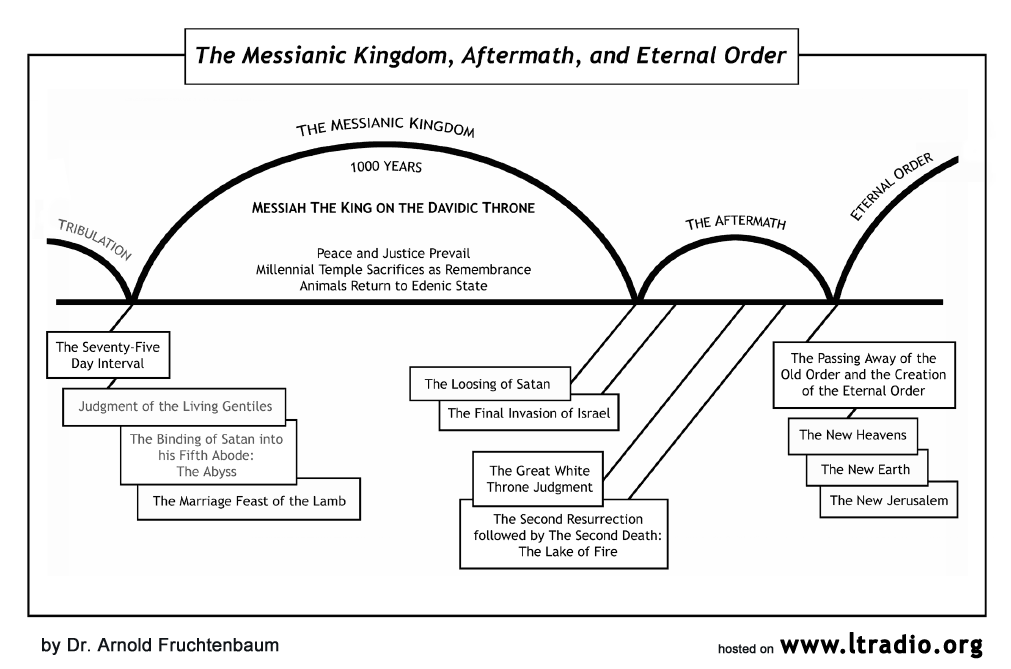 The Messianic Kingdom, Aftermath, and Eternal Order
THE MESSIANIC KINGDOM
1000 YEARS
MESSIAH THE KING ON THE DAVIDIC THRONE
Peace and Justice Prevail
Millennial Temple Sacrifices as Remembrance
Animals Return to Edenic State
TRIBULATION
THE AFTERMATH
ETERNAL ORDER
The Seventy-Five
Day Interval
Judgment of the Living Gentiles
The Binding of Satan into
his Fifth Abode:
The Abyss
The Marriage Feast of the Lamb
The Loosing of Satan
The Final Invasion of Israel
The Great White
Throne Judgment
The Second Resurrection
followed by The Second Death:
The Lake of Fire
The Passing Away of the
Old Order and the Creation
of the Eternal Order
The New Heavens
The New Earth
The New Jerusalem
by Dr. Arnold Fruchtenbaum
hosted on www.ltradio.org